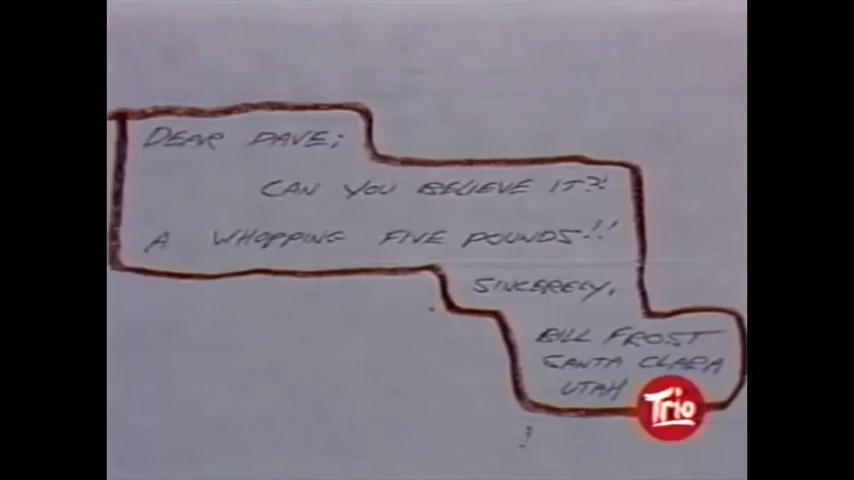 DEAR DAVE;
CAN YOU BELIEVE IT?!
A WHOPPING FIVE POUNDS!!
SINCERELY,
BILL FROST
SANTA CLARA
UTAH
Trio